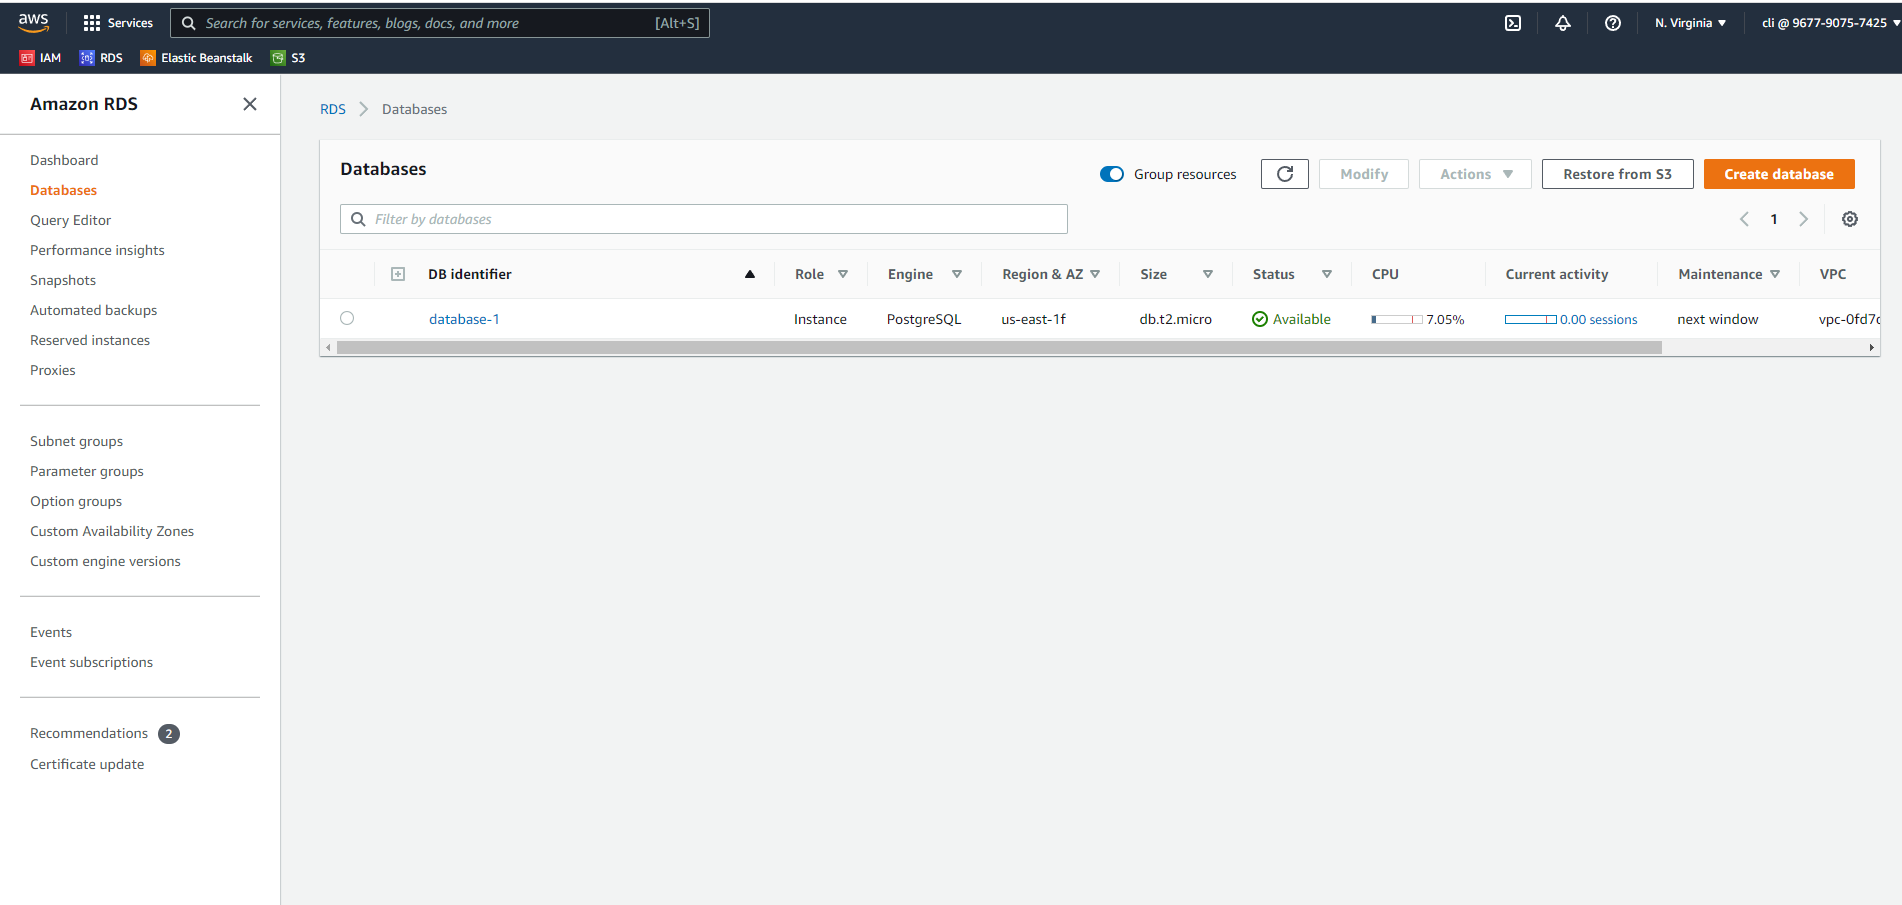 aws
Services
Search for services, features, blogs, docs, and more
[Alt+S]
N. Virginia
cli @ 9677-9075-7425
IAM
RDS
Elastic Beanstalk
S3
Amazon RDS
Dashboard
Databases
Query Editor
Performance insights
Snapshots
Automated backups
Reserved instances
Proxies
Subnet groups
Parameter groups
Option groups
Custom Availability Zones
Custom engine versions
Events
Event subscriptions
Recommendations 2
Certificate update
RDS
Databases
Databases
Group resources
Modify
Actions
Restore from S3
Create database
Filter by databases
1
DB identifier
Role
Engine
Region & AZ
Size
Status
CPU
Current activity
Maintenance
VPC
database-1
Instance
PostgreSQL
us-east-1f
db.t2.micro
Available
7.05%
0.00 sessions
next window